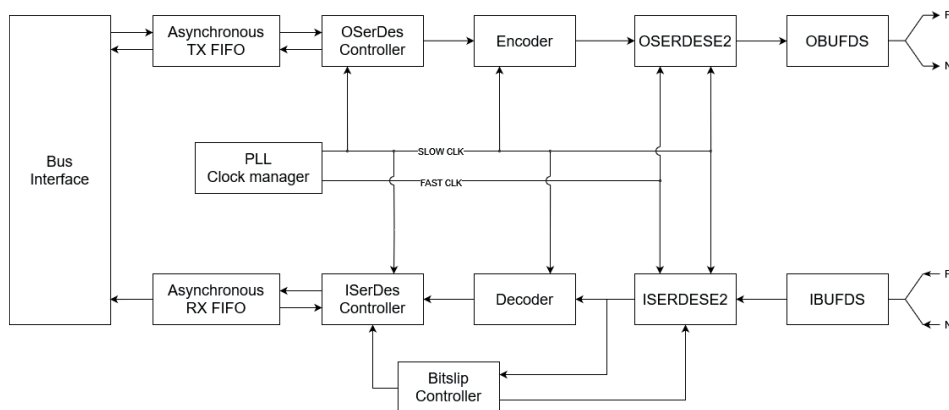 Bus
Interface
Asynchronous
TX FIFO
OSerDes
Controller
Encoder
OSERDESE2
OBUFDS
PLL
Clock manager
SLOW CLK
FAST CLK
Asynchronous
RX FIFO
ISerDes
Controller
Decoder
ISERDESE2
IBUFDS
N
N
Bitslip
Controller